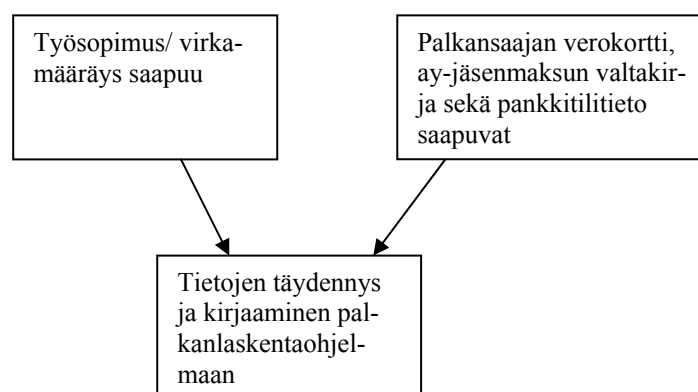 Työsopimus/ virka-
määräys saapuu
Palkansaajan verokortti,
ay-jäsenmaksun valtakir-
ja sekä pankkitilitieto
saapuvat
Tietojen täydennys
ja kirjaaminen pal-
kanlaskentaohjel-
maan